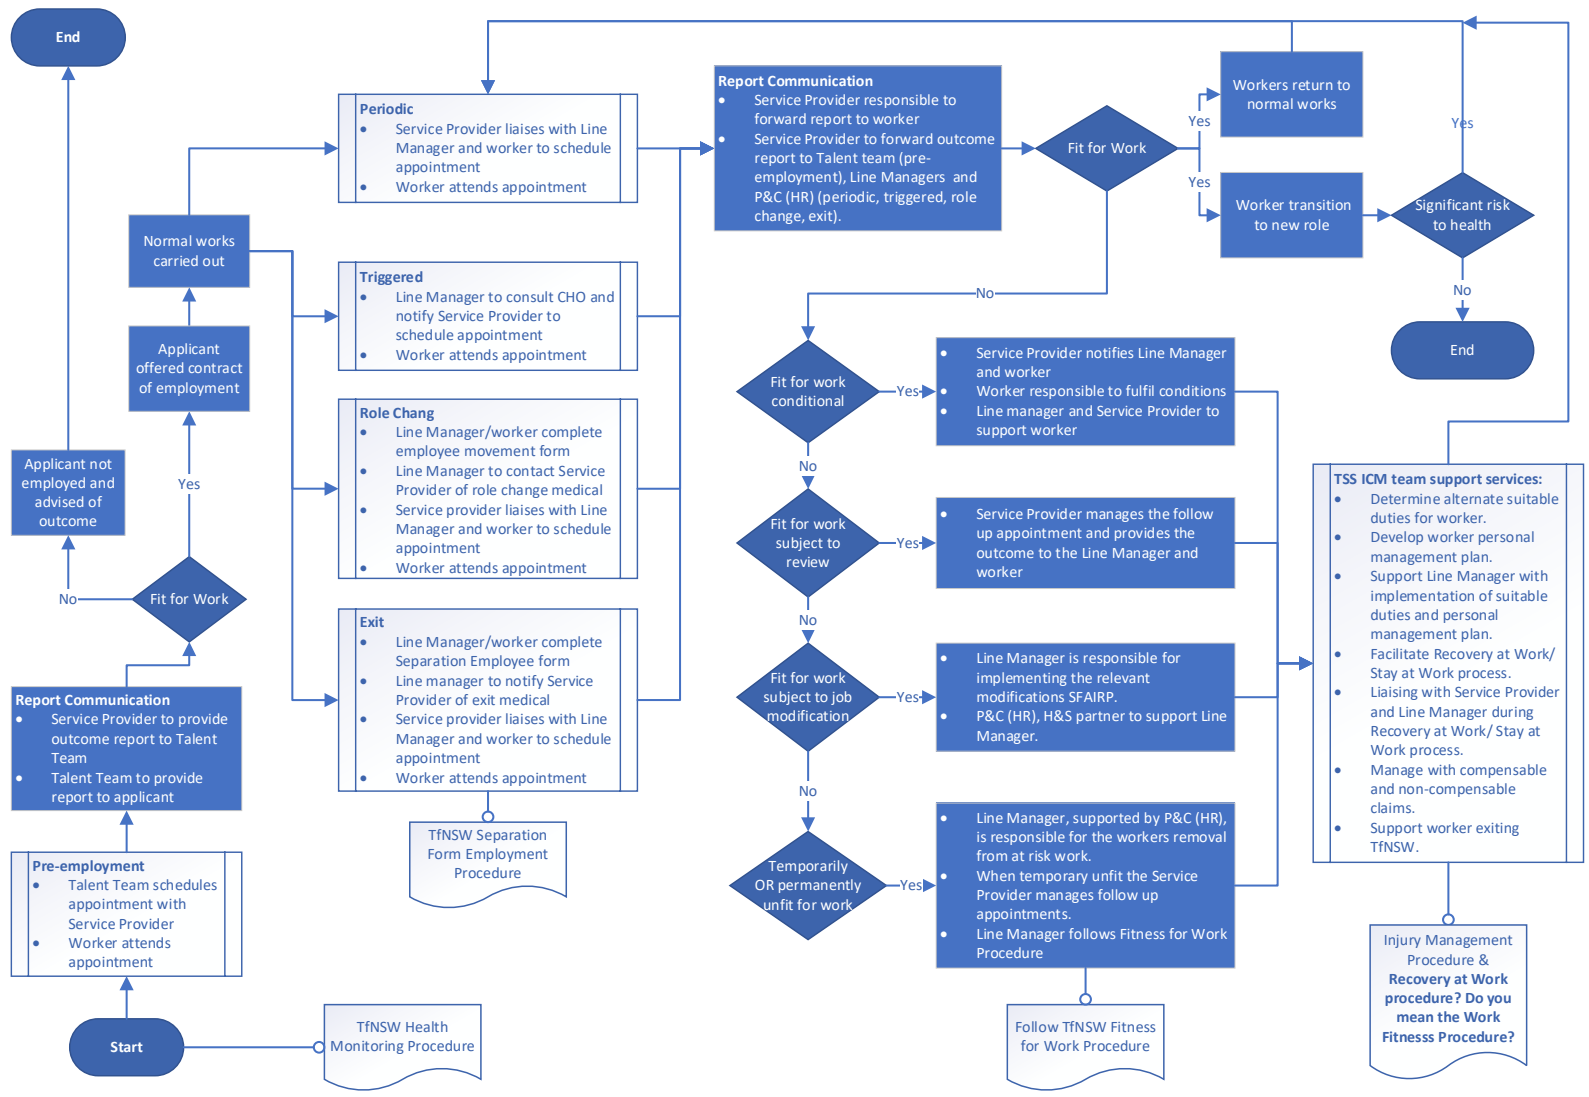 End
Applicant not
employed and
advised of
outcome
No
Yes
Fit for Work
Report Communication
• Service Provider to provide
outcome report to Talent
Team
• Talent Team to provide
report to applicant
Pre-employment
• Talent Team schedules
appointment with
Service Provider
• Worker attends
appointment
Start
TfNSW Health
Monitoring Procedure
Applicant
offered contract
of employment
Normal works
carried out
Periodic
• Service Provider liaises with Line
Manager and worker to schedule
appointment
• Worker attends appointment
Triggered
• Line Manager to consult CHO and
notify Service Provider to
schedule appointment
• Worker attends appointment
Role Chang
• Line Manager/worker complete
employee movement form
• Line Manager to contact Service
Provider of role change medical
• Service provider liaises with Line
Manager and worker to schedule
appointment
• Worker attends appointment
Exit
• Line Manager/worker complete
Separation Employee form
• Line manager to notify Service
Provider of exit medical
• Service provider liaises with Line
Manager and worker to schedule
appointment
• Worker attends appointment
TfNSW Separation
Form Employment
Procedure
Report Communication
• Service Provider responsible to
forward report to worker
• Service Provider to forward outcome
report to Talent team (pre-
employment), Line Managers and
P&C (HR) (periodic, triggered, role
change, exit).
Fit for Work
Yes
Yes
Workers return to
normal works
Worker transition
to new role
Yes
Significant risk
to health
No
End
No
Fit for work
conditional
Yes
• Service Provider notifies Line Manager
and worker
• Worker responsible to fulfil conditions
• Line manager and Service Provider to
support worker
No
Fit for work
subject to
review
Yes
• Service Provider manages the follow
up appointment and provides the
outcome to the Line Manager and
worker
No
Fit for work
subject to job
modification
Yes
• Line Manager is responsible for
implementing the relevant
modifications SFAIRP.
• P&C (HR), H&S partner to support Line
Manager.
No
Temporarily
OR permanently
unfit for work
Yes
• Line Manager, supported by P&C (HR),
is responsible for the workers removal
from at risk work.
• When temporary unfit the Service
Provider manages follow up
appointments.
• Line Manager follows Fitness for Work
Procedure
Follow TfNSW Fitness
for Work Procedure
TSS ICM team support services:
• Determine alternate suitable
duties for worker.
• Develop worker personal
management plan.
• Support Line Manager with
implementation of suitable
duties and personal
management plan.
• Facilitate Recovery at Work/
Stay at Work process.
• Liaising with Service Provider
and Line Manager during
Recovery at Work/ Stay at
Work process.
• Manage with compensable
and non-compensable
claims.
• Support worker exiting
TfNSW.
Injury Management
Procedure &
Recovery at Work
procedure? Do you
mean the Work
Fitnesss Procedure?